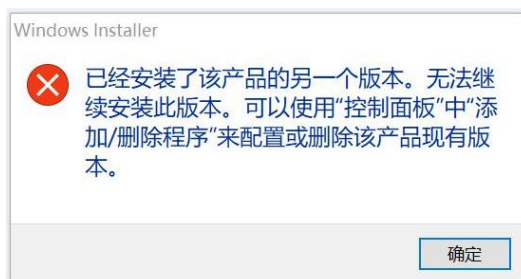 Windows Installer
已经安装了该产品的另一个版本。无法继
续安装此版本。可以使用“控制面板”中“添
加/删除程序”来配置或删除该产品现有版
本。
确定